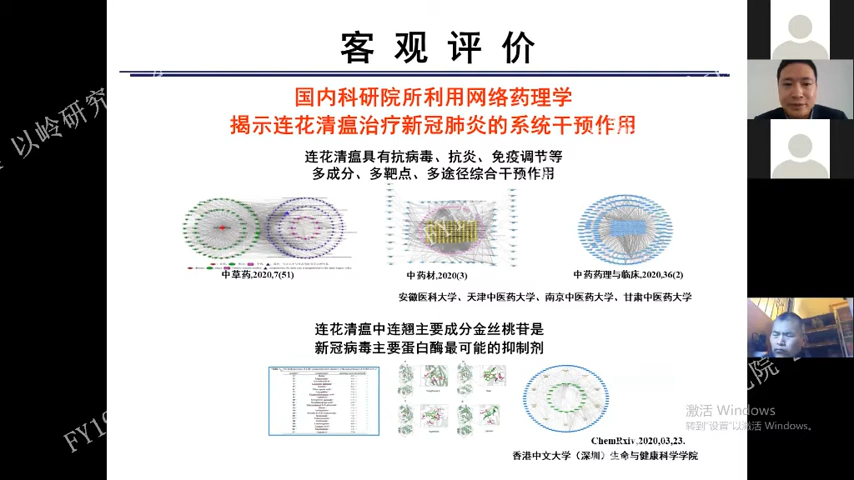 客 观 评 价
国内科研院所利用网络药理学
揭示连花清瘟治疗新冠肺炎的系统干预作用
连花清瘟具有抗病毒、抗炎、免疫调节等
多成分、多靶点、多途径综合干预作用
中草药,2020,7(51)
中药材,2020(3)
中药药理与临床,2020,36(2)
安徽医科大学、天津中医药大学、南京中医药大学、甘肃中医药大学
连花清瘟中连翘主要成分金丝桃苷是
新冠病毒主要蛋白酶最可能的抑制剂
ChemRxiv,2020,03,23.
香港中文大学（深圳）生命与健康科学学院
激活 Windows
转到"设置"以激活 Windows。
以岭研究
FY19
FY19
究院